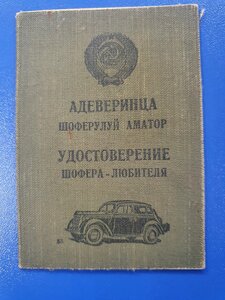 АДЕВЕРИНЦА
ШОФЕРУЛУЙ АМАТОР
УДОСТОВЕРЕНИЕ
ШОФЕРА-ЛЮБИТЕЛЯ